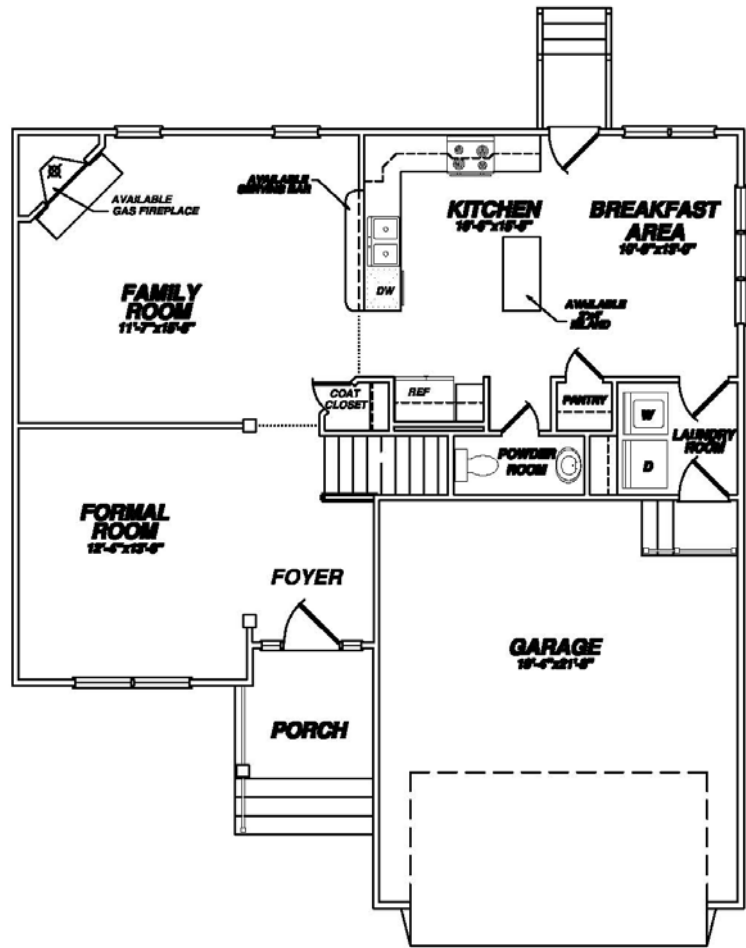 AVAILABLE
GAS FIREPLACE
AVAILABLE
SERVING BAR
KITCHEN
BREAKFAST
AREA
DW
AVAILABLE
ISLAND
FAMILY
ROOM
COAT
CLOSET
REF
PANTRY
W
LAUNDRY
ROOM
D
POWDER
ROOM
FORMAL
ROOM
FOYER
GARAGE
PORCH